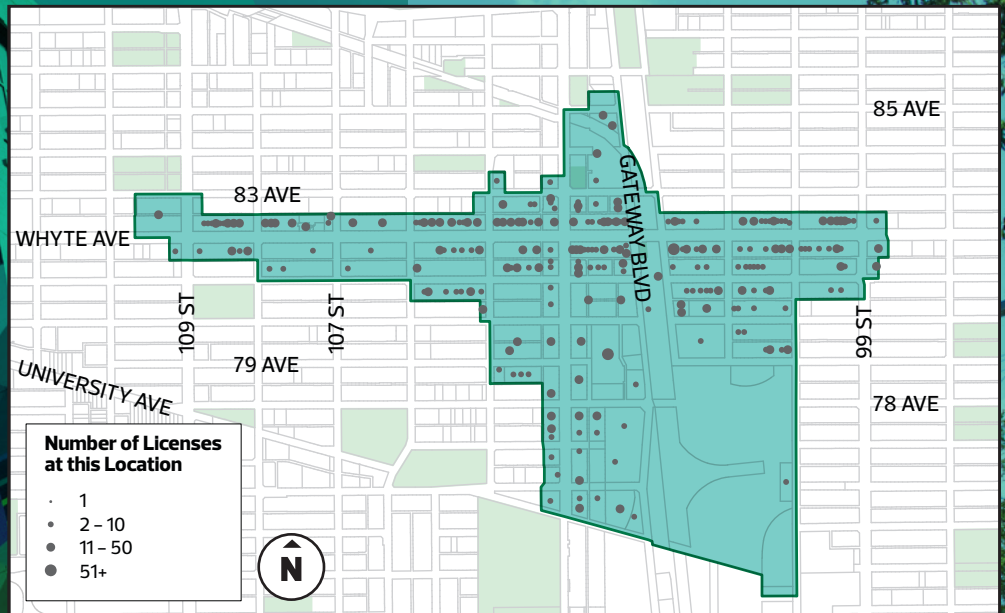 85 AVE
83 AVE
WHYTE AVE
GATEWAY BLVD
109 ST
107 ST
99 ST
79 AVE
UNIVERSITY AVE
78 AVE
Number of Licenses
at this Location
1
2 – 10
11 – 50
51+
N